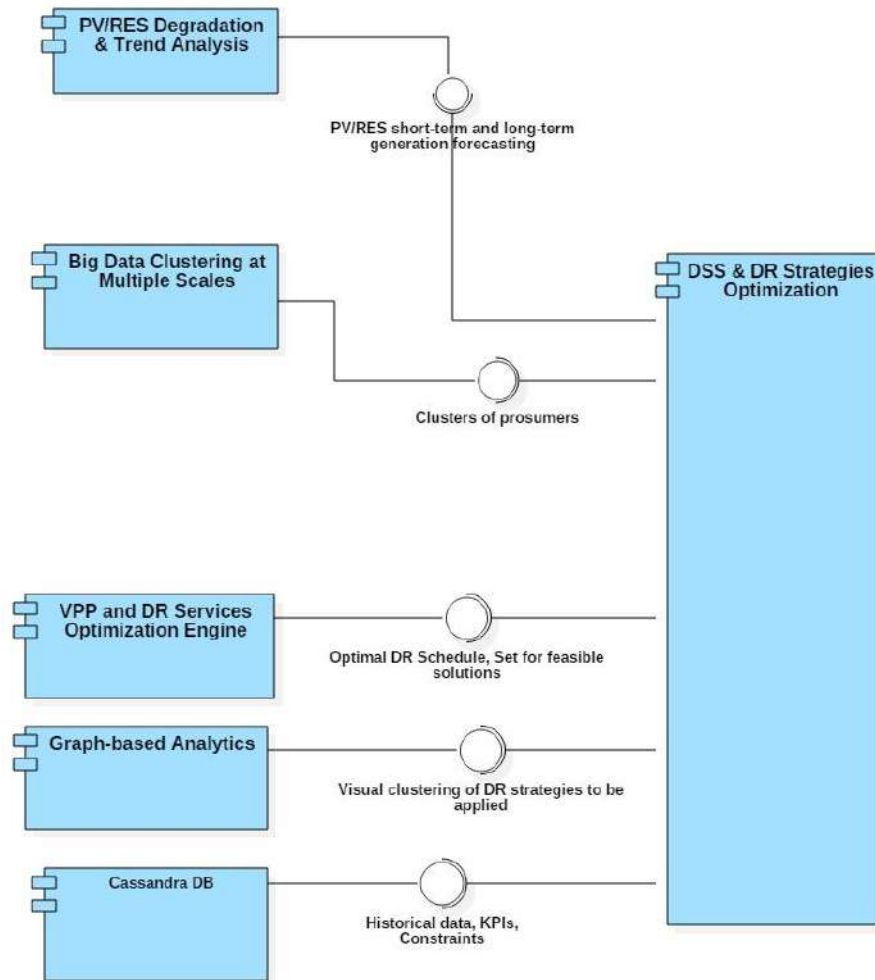 PV/RES Degradation
& Trend Analysis
PV/RES short-term and long-term
generation forecasting
Big Data Clustering at
Multiple Scales
DSS & DR Strategies
Optimization
Clusters of prosumers
VPP and DR Services
Optimization Engine
Optimal DR Schedule, Set for feasible
solutions
Graph-based Analytics
Visual clustering of DR strategies to be
applied
Cassandra DB
Historical data, KPIs,
Constraints